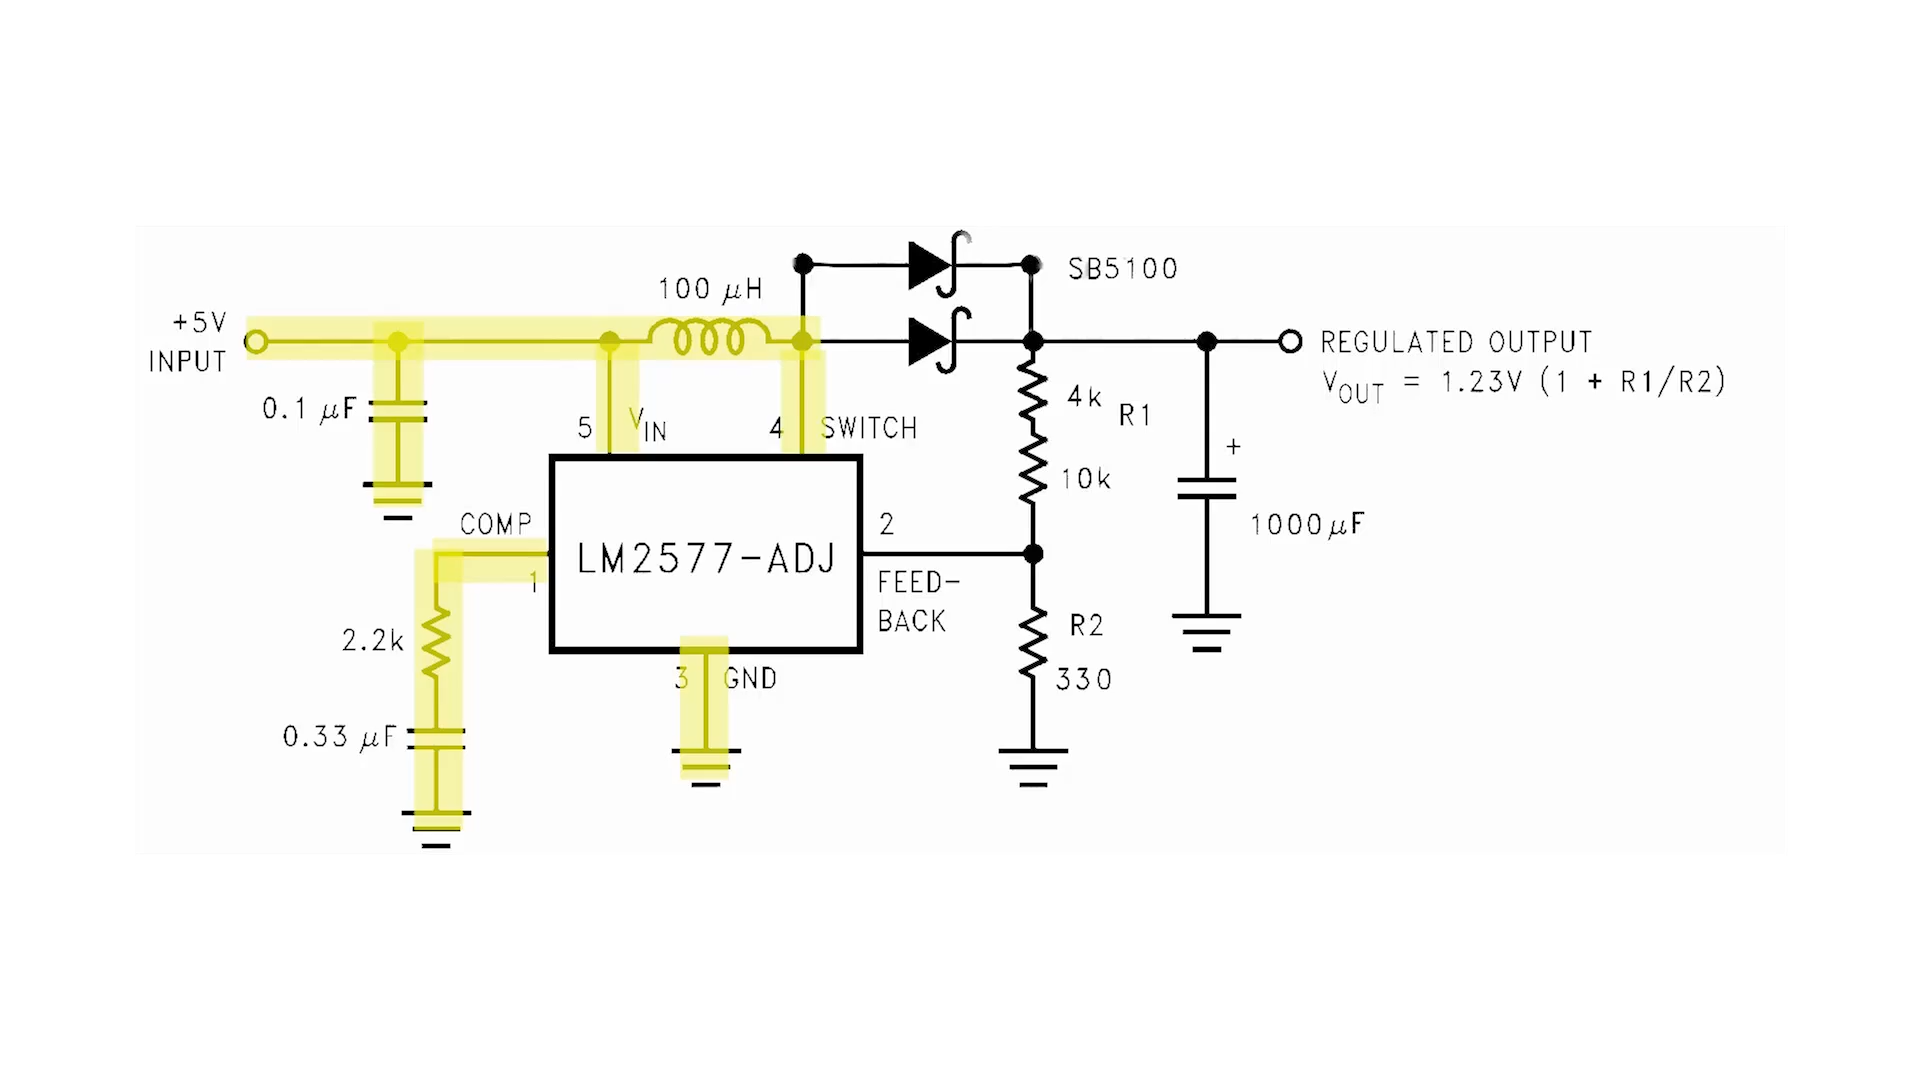 SB5100
100 μH
+5V
INPUT
REGULATED OUTPUT
VOUT = 1.23V (1 + R1/R2)
0.1 μF
5 VIN
4 SWITCH
4k R1
10k
+
1000μF
COMP
1
LM2577-ADJ
2
FEED-
BACK
2.2k
R2
330
3 GND
0.33 μF